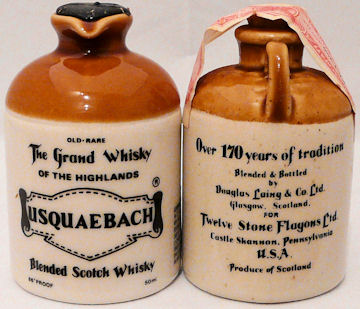 OLD-RARE
The Grand Whisky
OF THE HIGHLANDS
®
USQUAEBACH
Blended Scotch Whisky
86° PROOF 50ml
Over 170 years of tradition
Blended & Bottled
by
Douglas Laing & Co Ltd.
Glasgow, Scotland.
FOR
Twelve Stone Flagons Ltd.
Castle Shannon, Pennsylvania
U.S.A.
Produce of Scotland